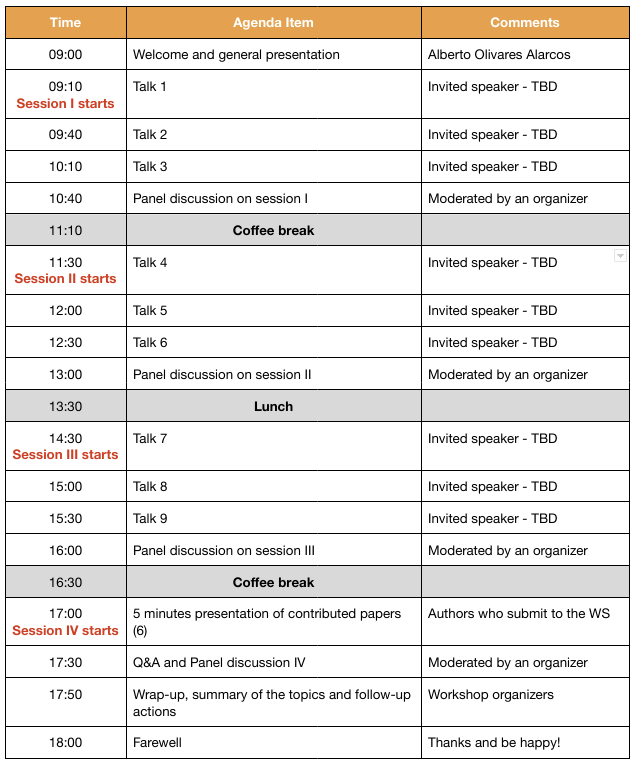 Time Agenda Item Comments
09:00 Welcome and general presentation Alberto Olivares Alarcos
09:10 Talk 1 Invited speaker - TBD
Session I starts
09:40 Talk 2 Invited speaker - TBD
10:10 Talk 3 Invited speaker - TBD
10:40 Panel discussion on session I Moderated by an organizer
11:10 Coffee break
11:30 Talk 4 Invited speaker - TBD
Session II starts
12:00 Talk 5 Invited speaker - TBD
12:30 Talk 6 Invited speaker - TBD
13:00 Panel discussion on session II Moderated by an organizer
13:30 Lunch
14:30 Talk 7 Invited speaker - TBD
Session III starts
15:00 Talk 8 Invited speaker - TBD
15:30 Talk 9 Invited speaker - TBD
16:00 Panel discussion on session III Moderated by an organizer
16:30 Coffee break
17:00 5 minutes presentation of contributed papers Authors who submit to the WS
Session IV starts (6)
17:30 Q&A and Panel discussion IV Moderated by an organizer
17:50 Wrap-up, summary of the topics and follow-up Workshop organizers
actions
18:00 Farewell Thanks and be happy!